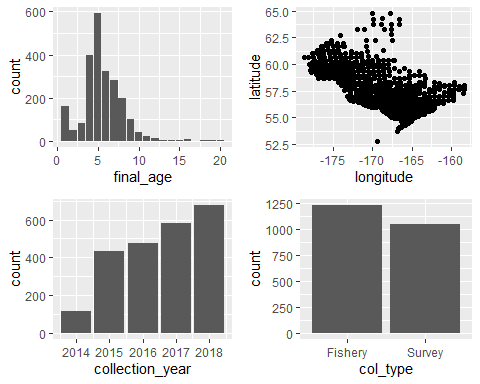 600
400
200
0
count
0
5
10
15
20
final_age
65.0
62.5
60.0
57.5
55.0
52.5
latitude
-175
-170
-165
-160
longitude
600
400
200
0
count
2014 2015 2016 2017 2018
collection_year
1250
1000
750
500
250
0
count
Fishery Survey
col_type